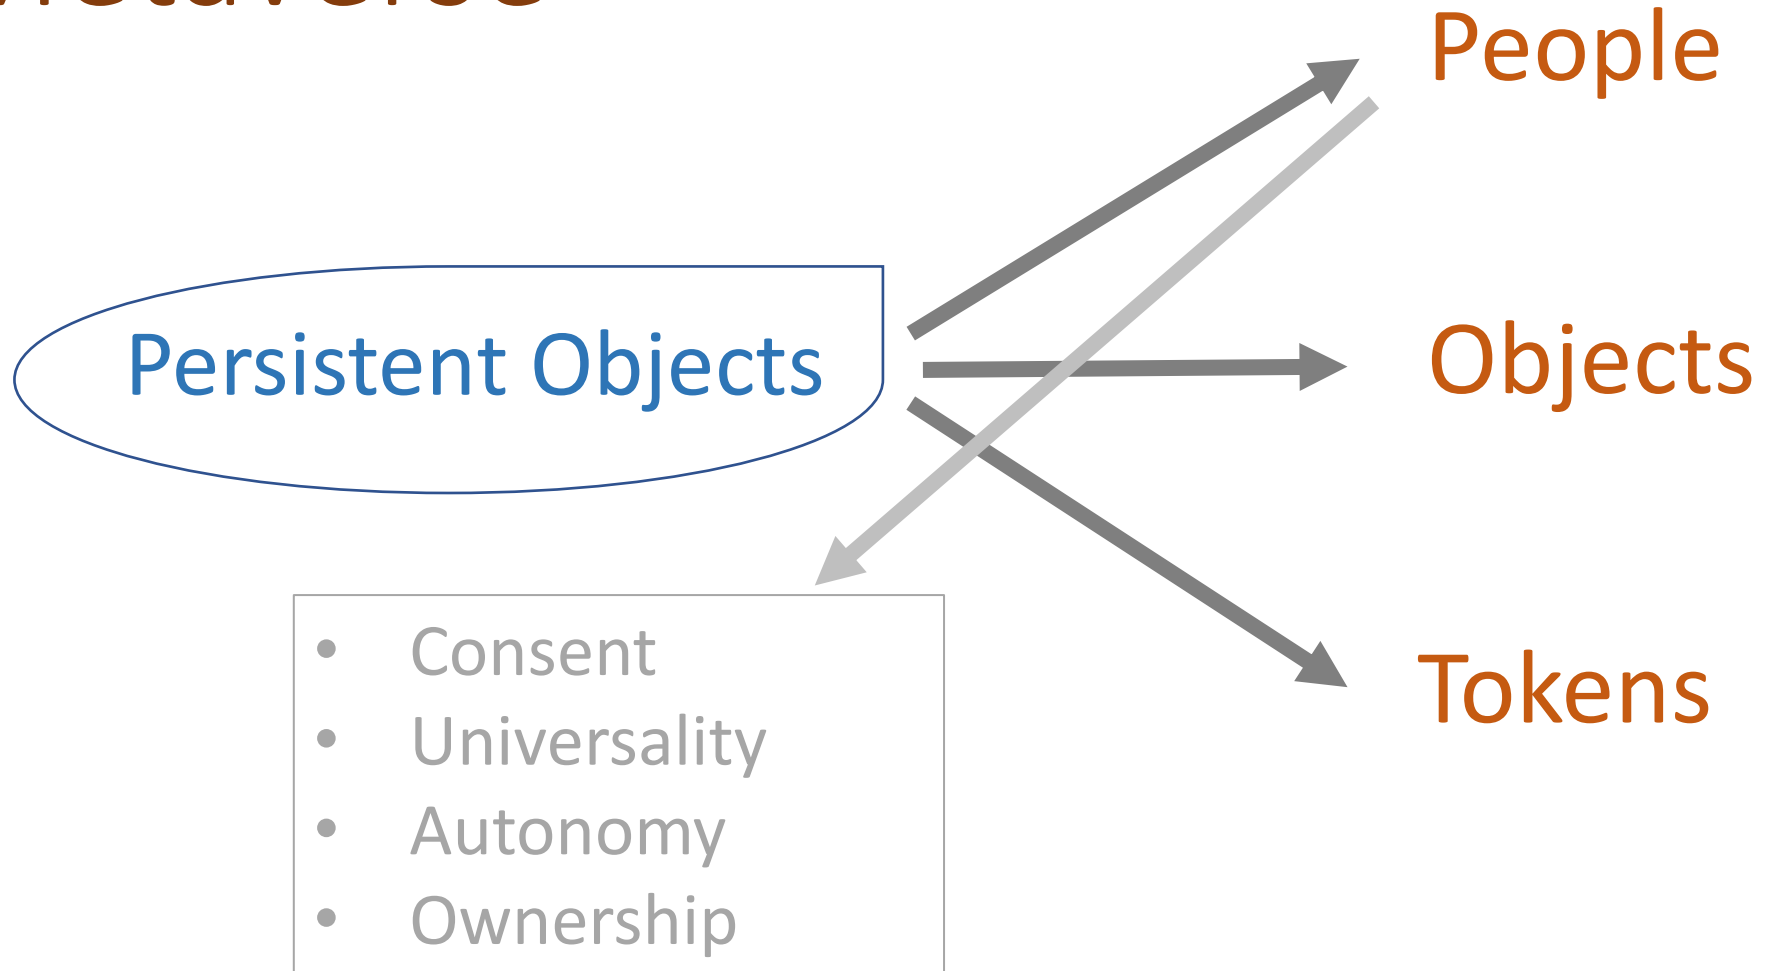 People
Persistent Objects
Objects
Tokens
• Consent
• Universality
• Autonomy
• Ownership